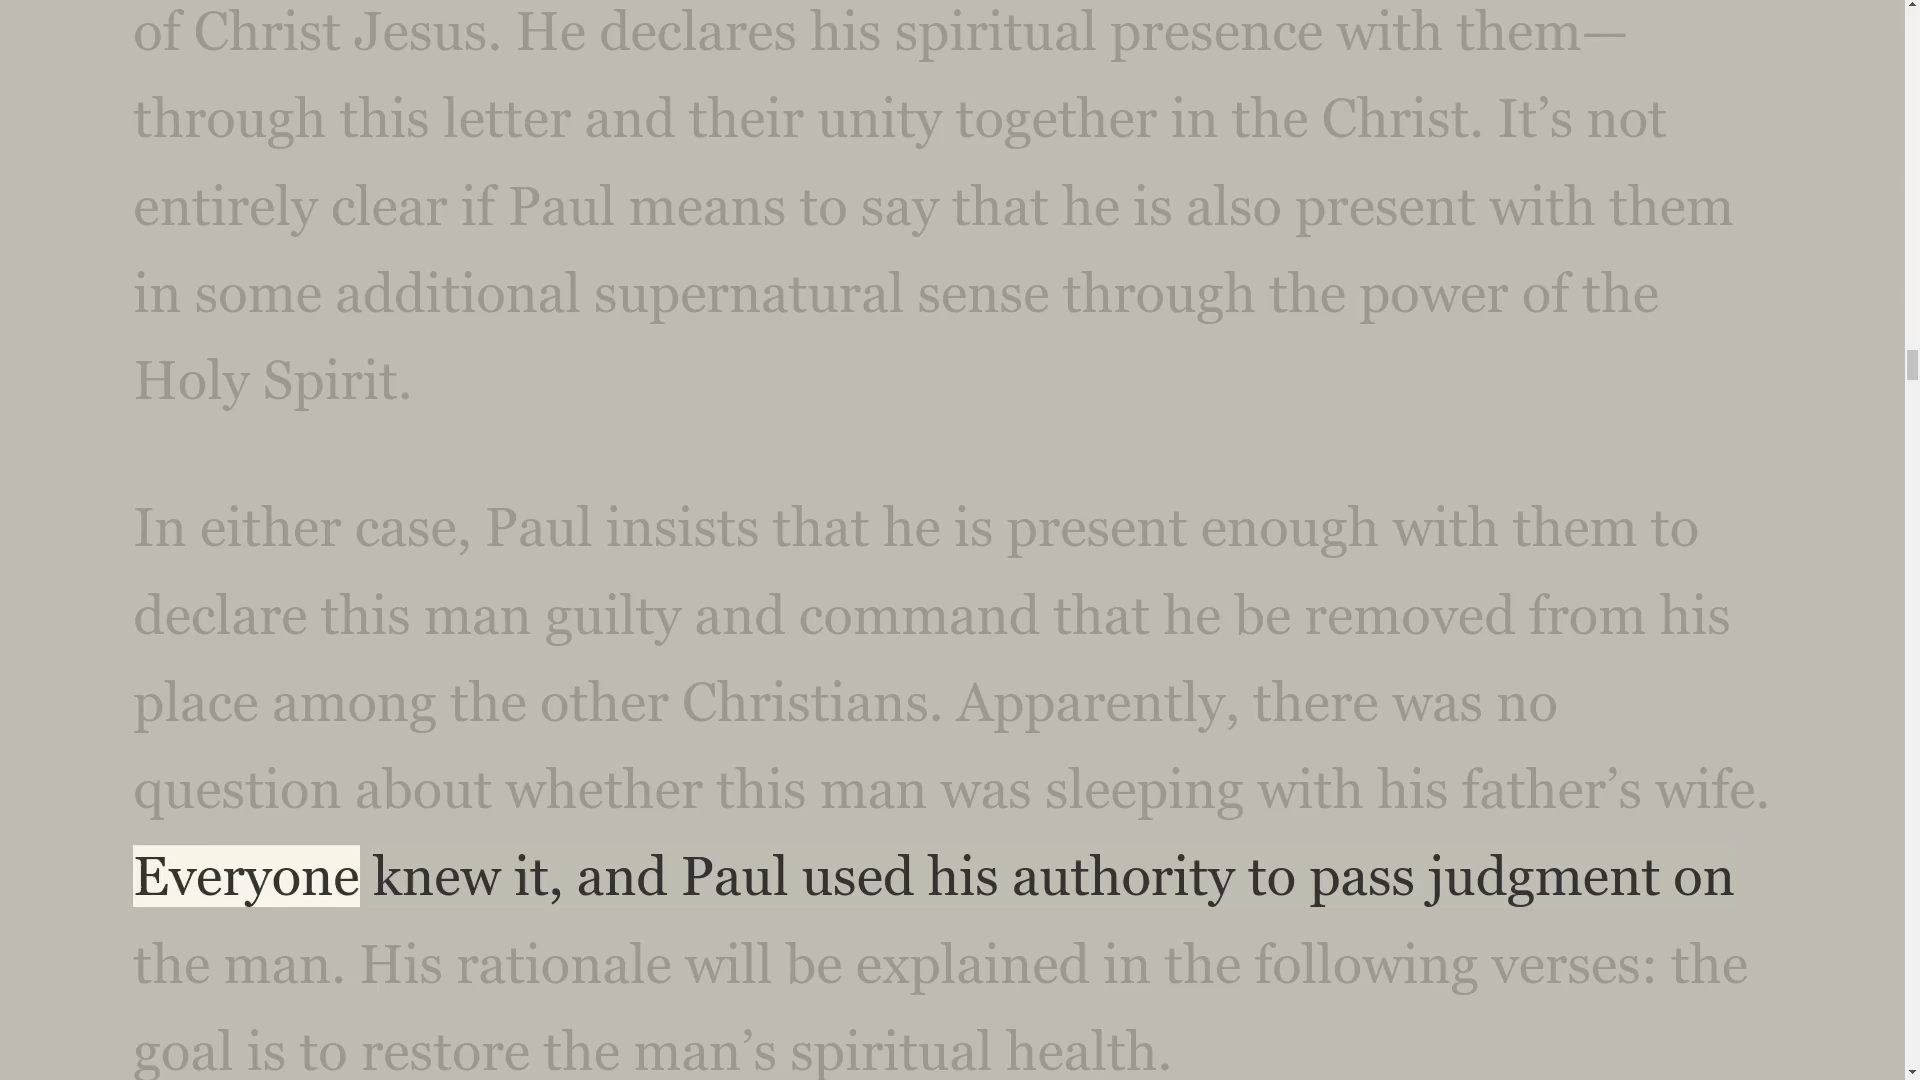 of Christ Jesus. He declares his spiritual presence with them—
through this letter and their unity together in the Christ. It’s not
entirely clear if Paul means to say that he is also present with them
in some additional supernatural sense through the power of the
Holy Spirit.
In either case, Paul insists that he is present enough with them to
declare this man guilty and command that he be removed from his
place among the other Christians. Apparently, there was no
question about whether this man was sleeping with his father’s wife.
Everyone knew it, and Paul used his authority to pass judgment on
the man. His rationale will be explained in the following verses: the
goal is to restore the man’s spiritual health.